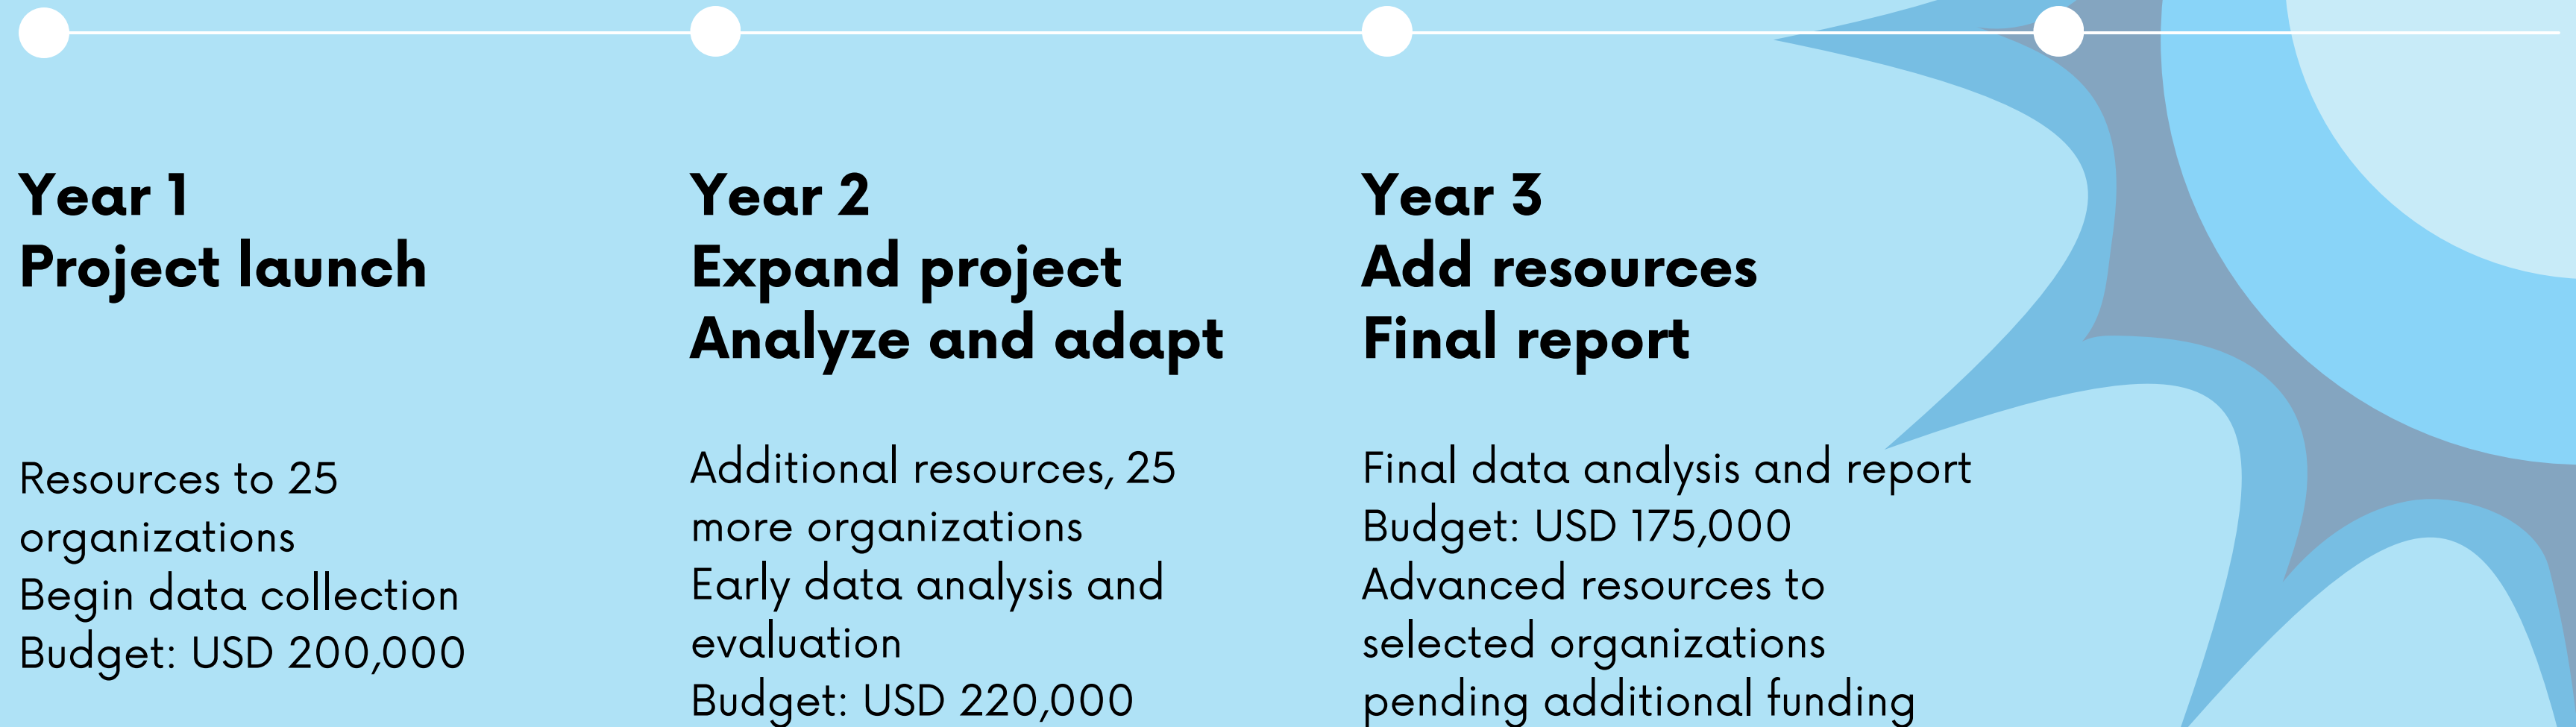 Year 1
Project launch
Resources to 25
organizations
Begin data collection
Budget: USD 200,000
Year 2
Expand project
Analyze and adapt
Additional resources, 25
more organizations
Early data analysis and
evaluation
Budget: USD 220,000
Year 3
Add resources
Final report
Final data analysis and report
Budget: USD 175,000
Advanced resources to
selected organizations
pending additional funding